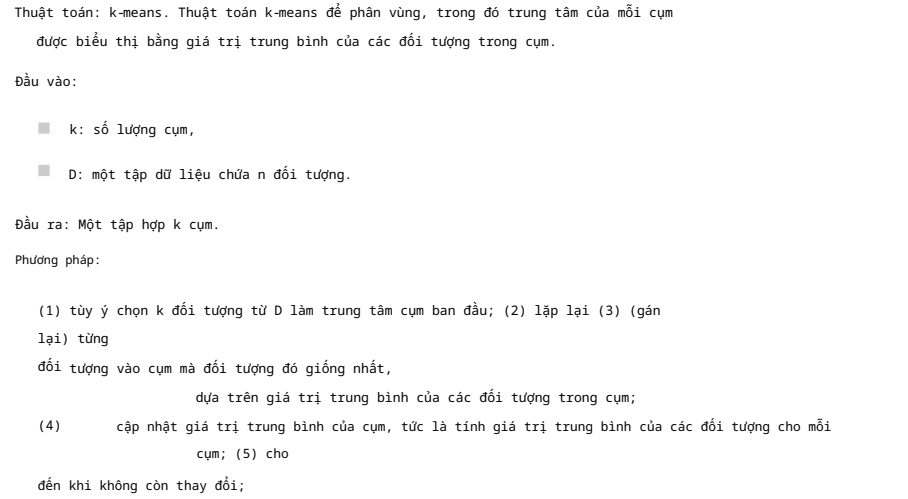 Thuật toán: k-means. Thuật toán k-means để phân vùng, trong đó trung tâm của mỗi cụm
được biểu thị bằng giá trị trung bình của các đối tượng trong cụm.
Đầu vào:
k: số lượng cụm,
D: một tập dữ liệu chứa n đối tượng.
Đầu ra: Một tập hợp k cụm.
Phương pháp:
(1) tùy ý chọn k đối tượng từ D làm trung tâm cụm ban đầu; (2) lặp lại (3) (gán
lại) từng
đối tượng vào cụm mà đối tượng đó giống nhất,
dựa trên giá trị trung bình của các đối tượng trong cụm;
(4) cập nhật giá trị trung bình của cụm, tức là tính giá trị trung bình của các đối tượng cho mỗi
cụm; (5) cho
đến khi không còn thay đổi;